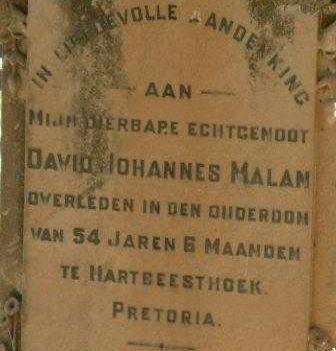 IN LIEFDEVOLLE AANDENKING
AAN
MIJN DIERBARE ECHTGENOOT
DAVID JOHANNES MALAN
OVERLEDEN IN DEN OUDERDOM
VAN 54 JAREN 6 MAANDEN
TE HARTBEESTHOEK.
PRETORIA.